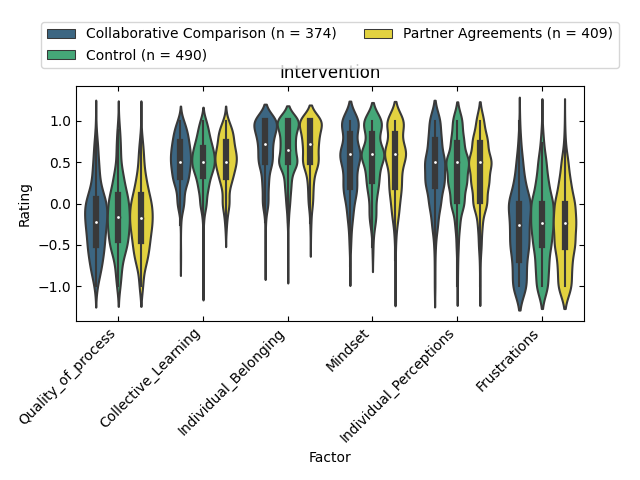 Collaborative Comparison (n = 374)
Control (n = 490)
Partner Agreements (n = 409)
Intervention
Rating
1.0
0.5
0.0
−0.5
−1.0
Quality_of_process
Collective_Learning
Individual_Belonging
Mindset
Individual_Perceptions
Frustrations
Factor